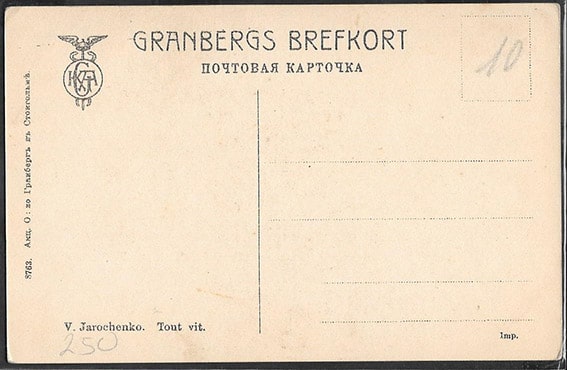 GRANBERGS BREFKORT
ПОЧТОВАЯ КАРТОЧКА
10
8763. Акц. О:во Гранбергъ въ Стокгольмѣ.
V. Jarochenko. Tout vit.
250
Imp.